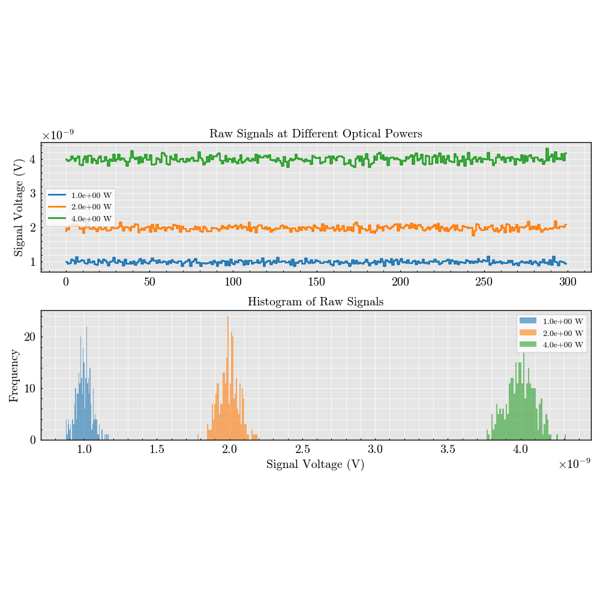 Raw Signals at Different Optical Powers
×10⁻⁹
Signal Voltage (V)
4
3
2
1
1.0e+00 W
2.0e+00 W
4.0e+00 W
0 50 100 150 200 250 300
Histogram of Raw Signals
Frequency
20
10
0
1.0e+00 W
2.0e+00 W
4.0e+00 W
1.0 1.5 2.0 2.5 3.0 3.5 4.0
Signal Voltage (V)
×10⁻⁹